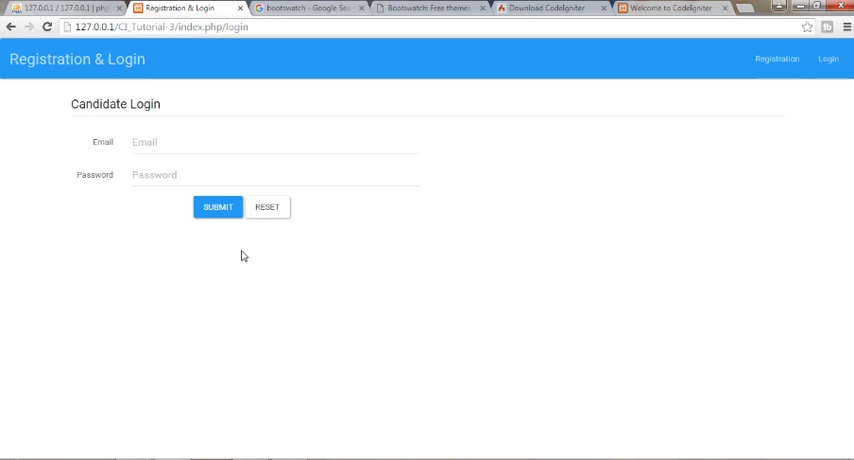 127.0.0.1 / 127.0.0.1 | ph
Registration & Login
bootswatch - Google Sea
Bootswatch: Free themes
Download CodeIgniter
Welcome to CodeIgniter
127.0.0.1/CI_Tutorial-3/index.php/login
Registration & Login
Registration
Login
Candidate Login
Email
Email
Password
Password
SUBMIT
RESET